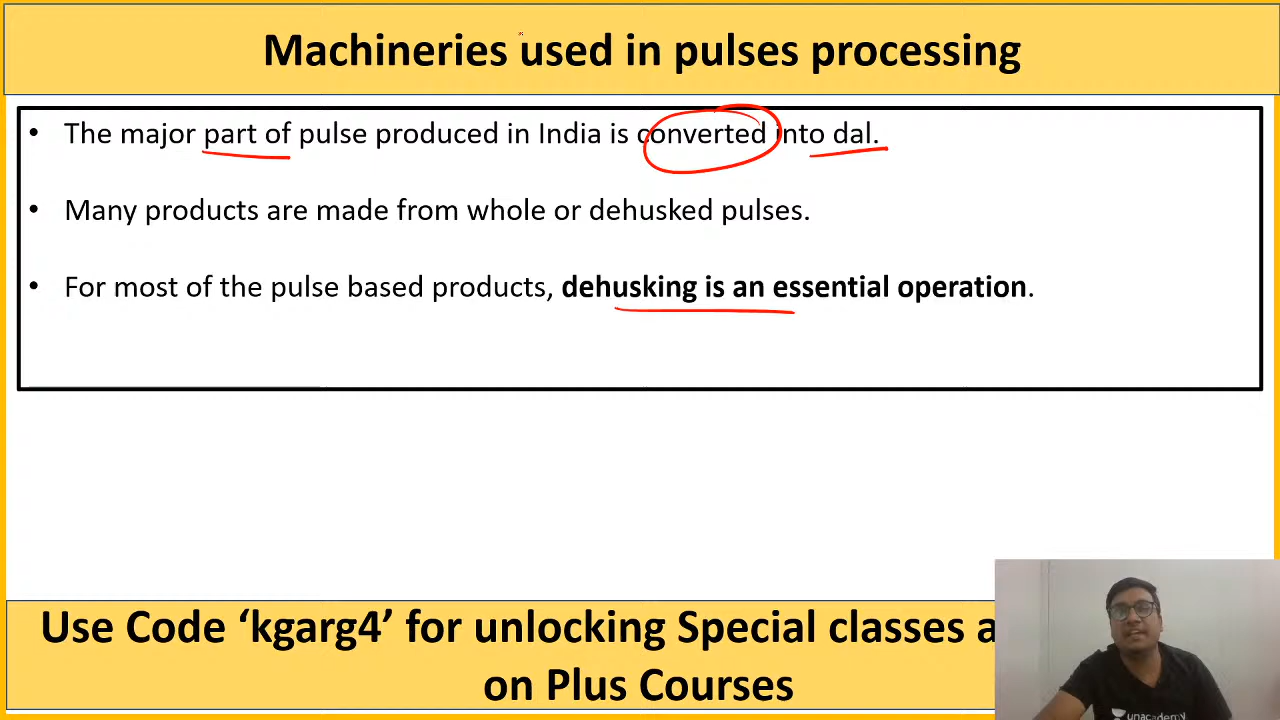 Machineries used in pulses processing
• The major part of pulse produced in India is converted into dal.
• Many products are made from whole or dehusked pulses.
• For most of the pulse based products, dehusking is an essential operation.
Use Code ‘kgarg4’ for unlocking Special classes a
on Plus Courses
unacademy